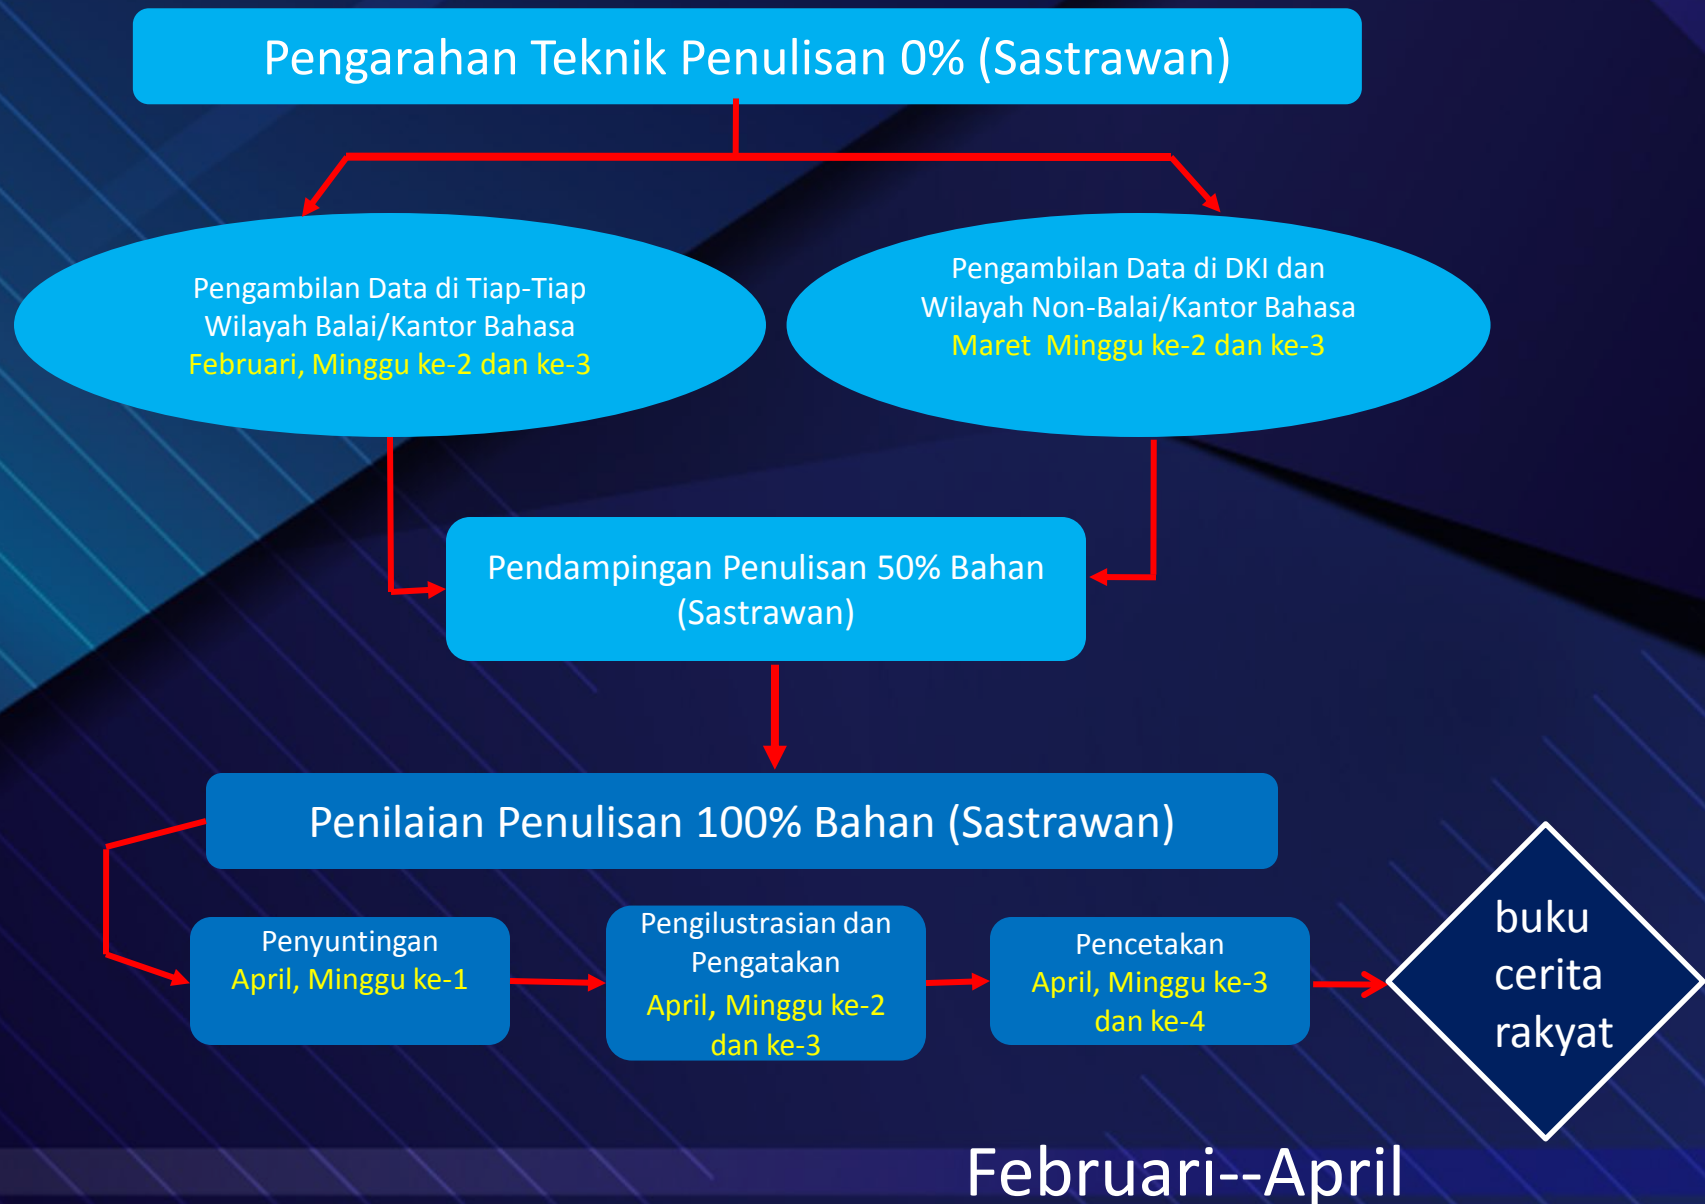 Pengarahan Teknik Penulisan 0% (Sastrawan)
Pengambilan Data di Tiap-Tiap
Wilayah Balai/Kantor Bahasa
Februari, Minggu ke-2 dan ke-3
Pengambilan Data di DKI dan
Wilayah Non-Balai/Kantor Bahasa
Maret  Minggu ke-2 dan ke-3
Pendampingan Penulisan 50% Bahan
(Sastrawan)
Penilaian Penulisan 100% Bahan (Sastrawan)
Penyuntingan
April, Minggu ke-1
Pengilustrasian dan
Pengatakan
April, Minggu ke-2
dan ke-3
Pencetakan
April, Minggu ke-3
dan ke-4
buku
cerita
rakyat
Februari--April